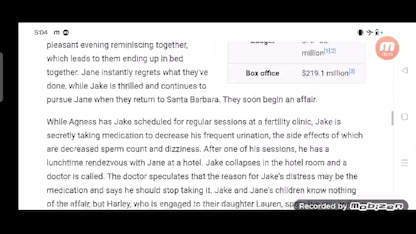 5:04 M
pleasant evening reminiscing together,
which leads to them ending up in bed
together. Jane instantly regrets what they've
done, while Jake is thrilled and continues to
million[1][2]
Box office $219.1 million[2]
pursue Jane when they return to Santa Barbara. They soon begin an affair.
While Agness has Jake scheduled for regular sessions at a fertility clinic, Jake is
secretly taking medication to decrease his frequent urination, the side effects of which
are decreased sperm count and dizziness. After one of his sessions, he has a
lunchtime rendezvous with Jane at a hotel. Jake collapses in the hotel room and a
doctor is called. The doctor speculates that the reason for Jake's distress may be the
medication and says he should stop taking it. Jake and Jane's children know nothing
of the affair, but Harley, who is engaged to their daughter Lauren,
Recorded by Mobizen